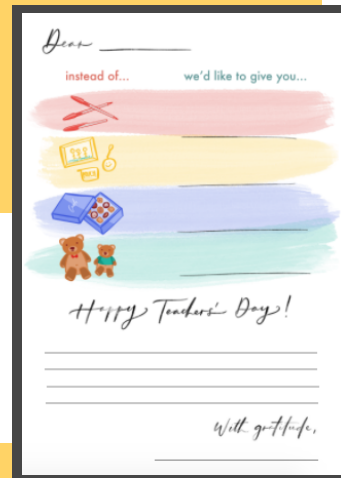 Dear
instead of... we'd like to give you...
Happy Teachers' Day!
With gratitude,